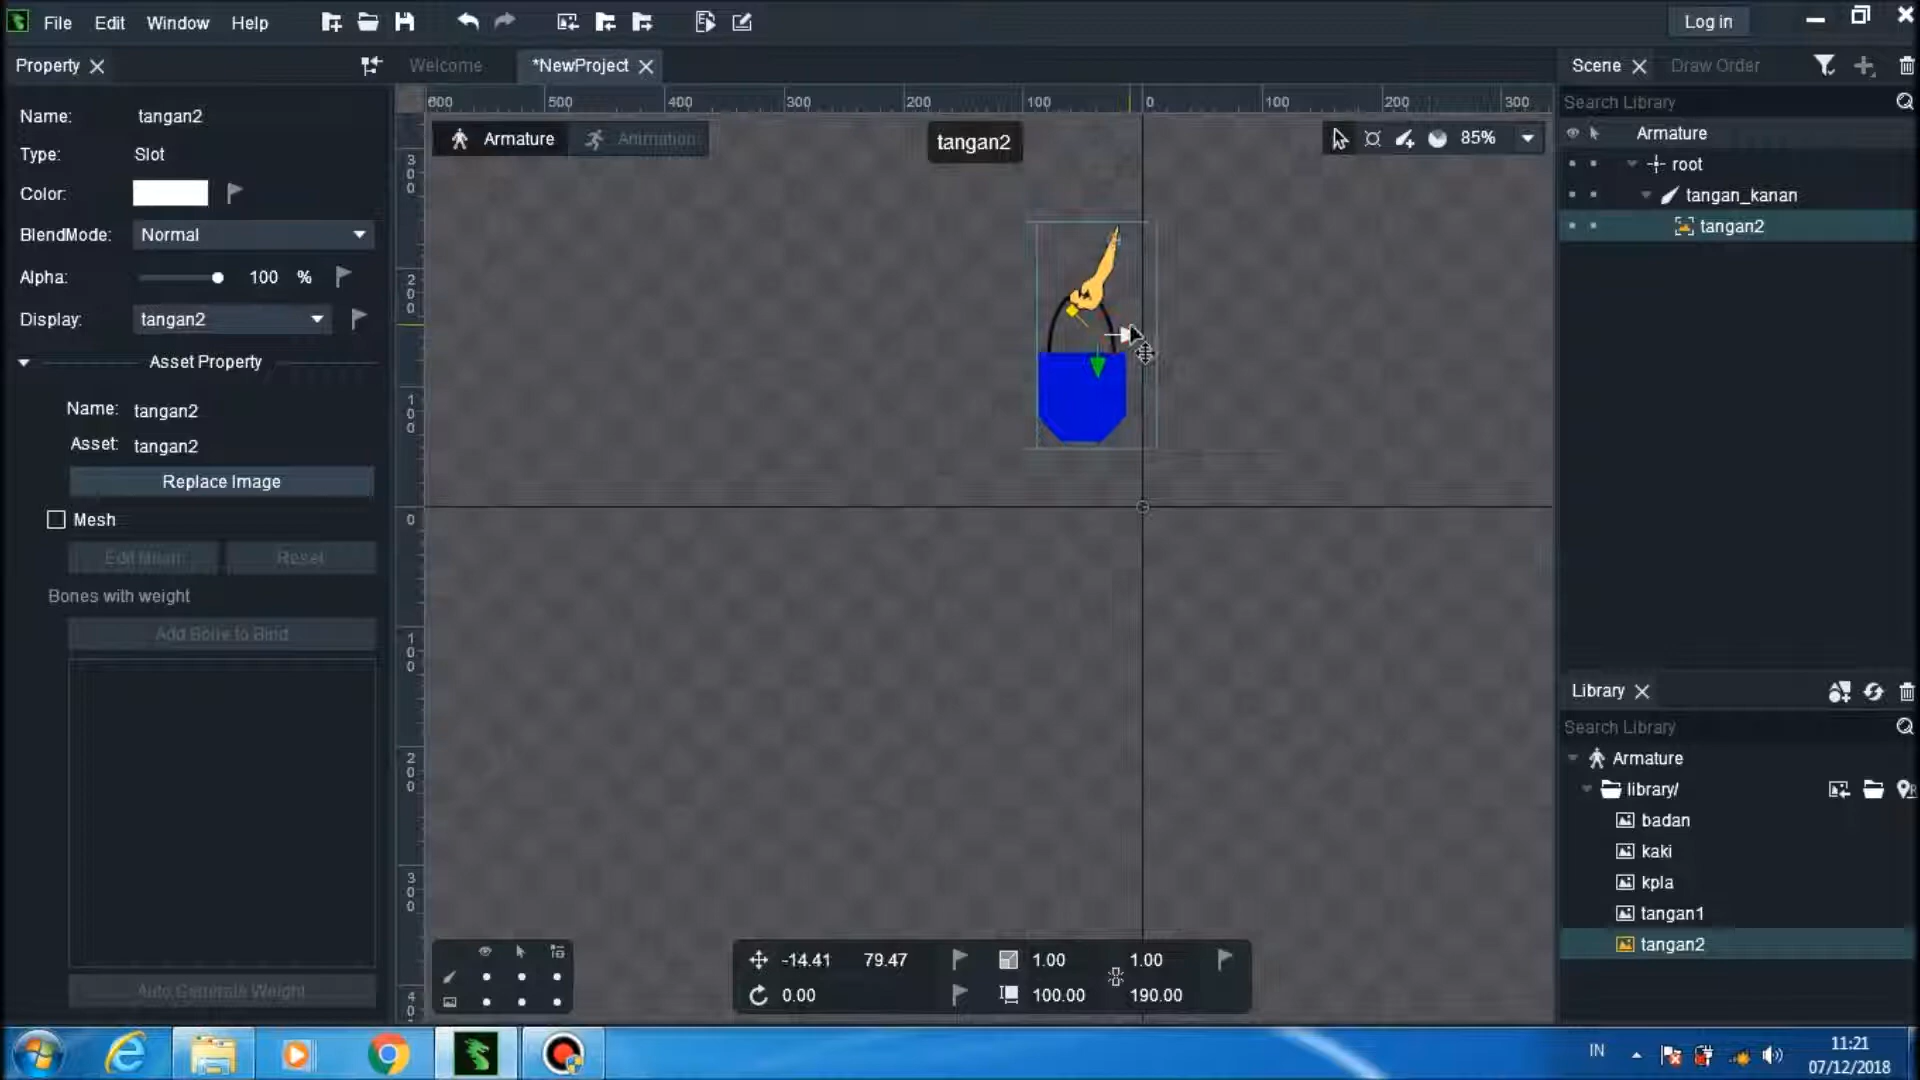 File Edit Window Help
Log in
Property
Welcome
*NewProject
Scene
Draw Order
Name: tangan2
Type: Slot
Color:
BlendMode: Normal
Alpha: 100 %
Display: tangan2
Asset Property
Name: tangan2
Asset: tangan2
Replace Image
Mesh
Reset
Bones with weight
Add Bone to Bind
Auto Generate Weight
600 500 400 300 200 100 0 100 200 300
Armature
Animation
tangan2
85%
300
200
100
0
100
200
300
40
-14.41 79.47
1.00 1.00
0.00
100.00 190.00
Search Library
Armature
root
tangan_kanan
tangan2
Library
Search Library
Armature
library/
badan
kaki
kpla
tangan1
tangan2
IN
11:21
07/12/2018